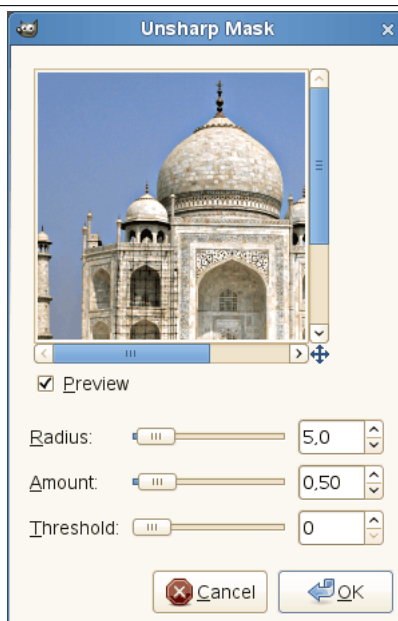 Unsharp Mask
Preview
Radius: 5,0
Amount: 0,50
Threshold: 0
Cancel OK